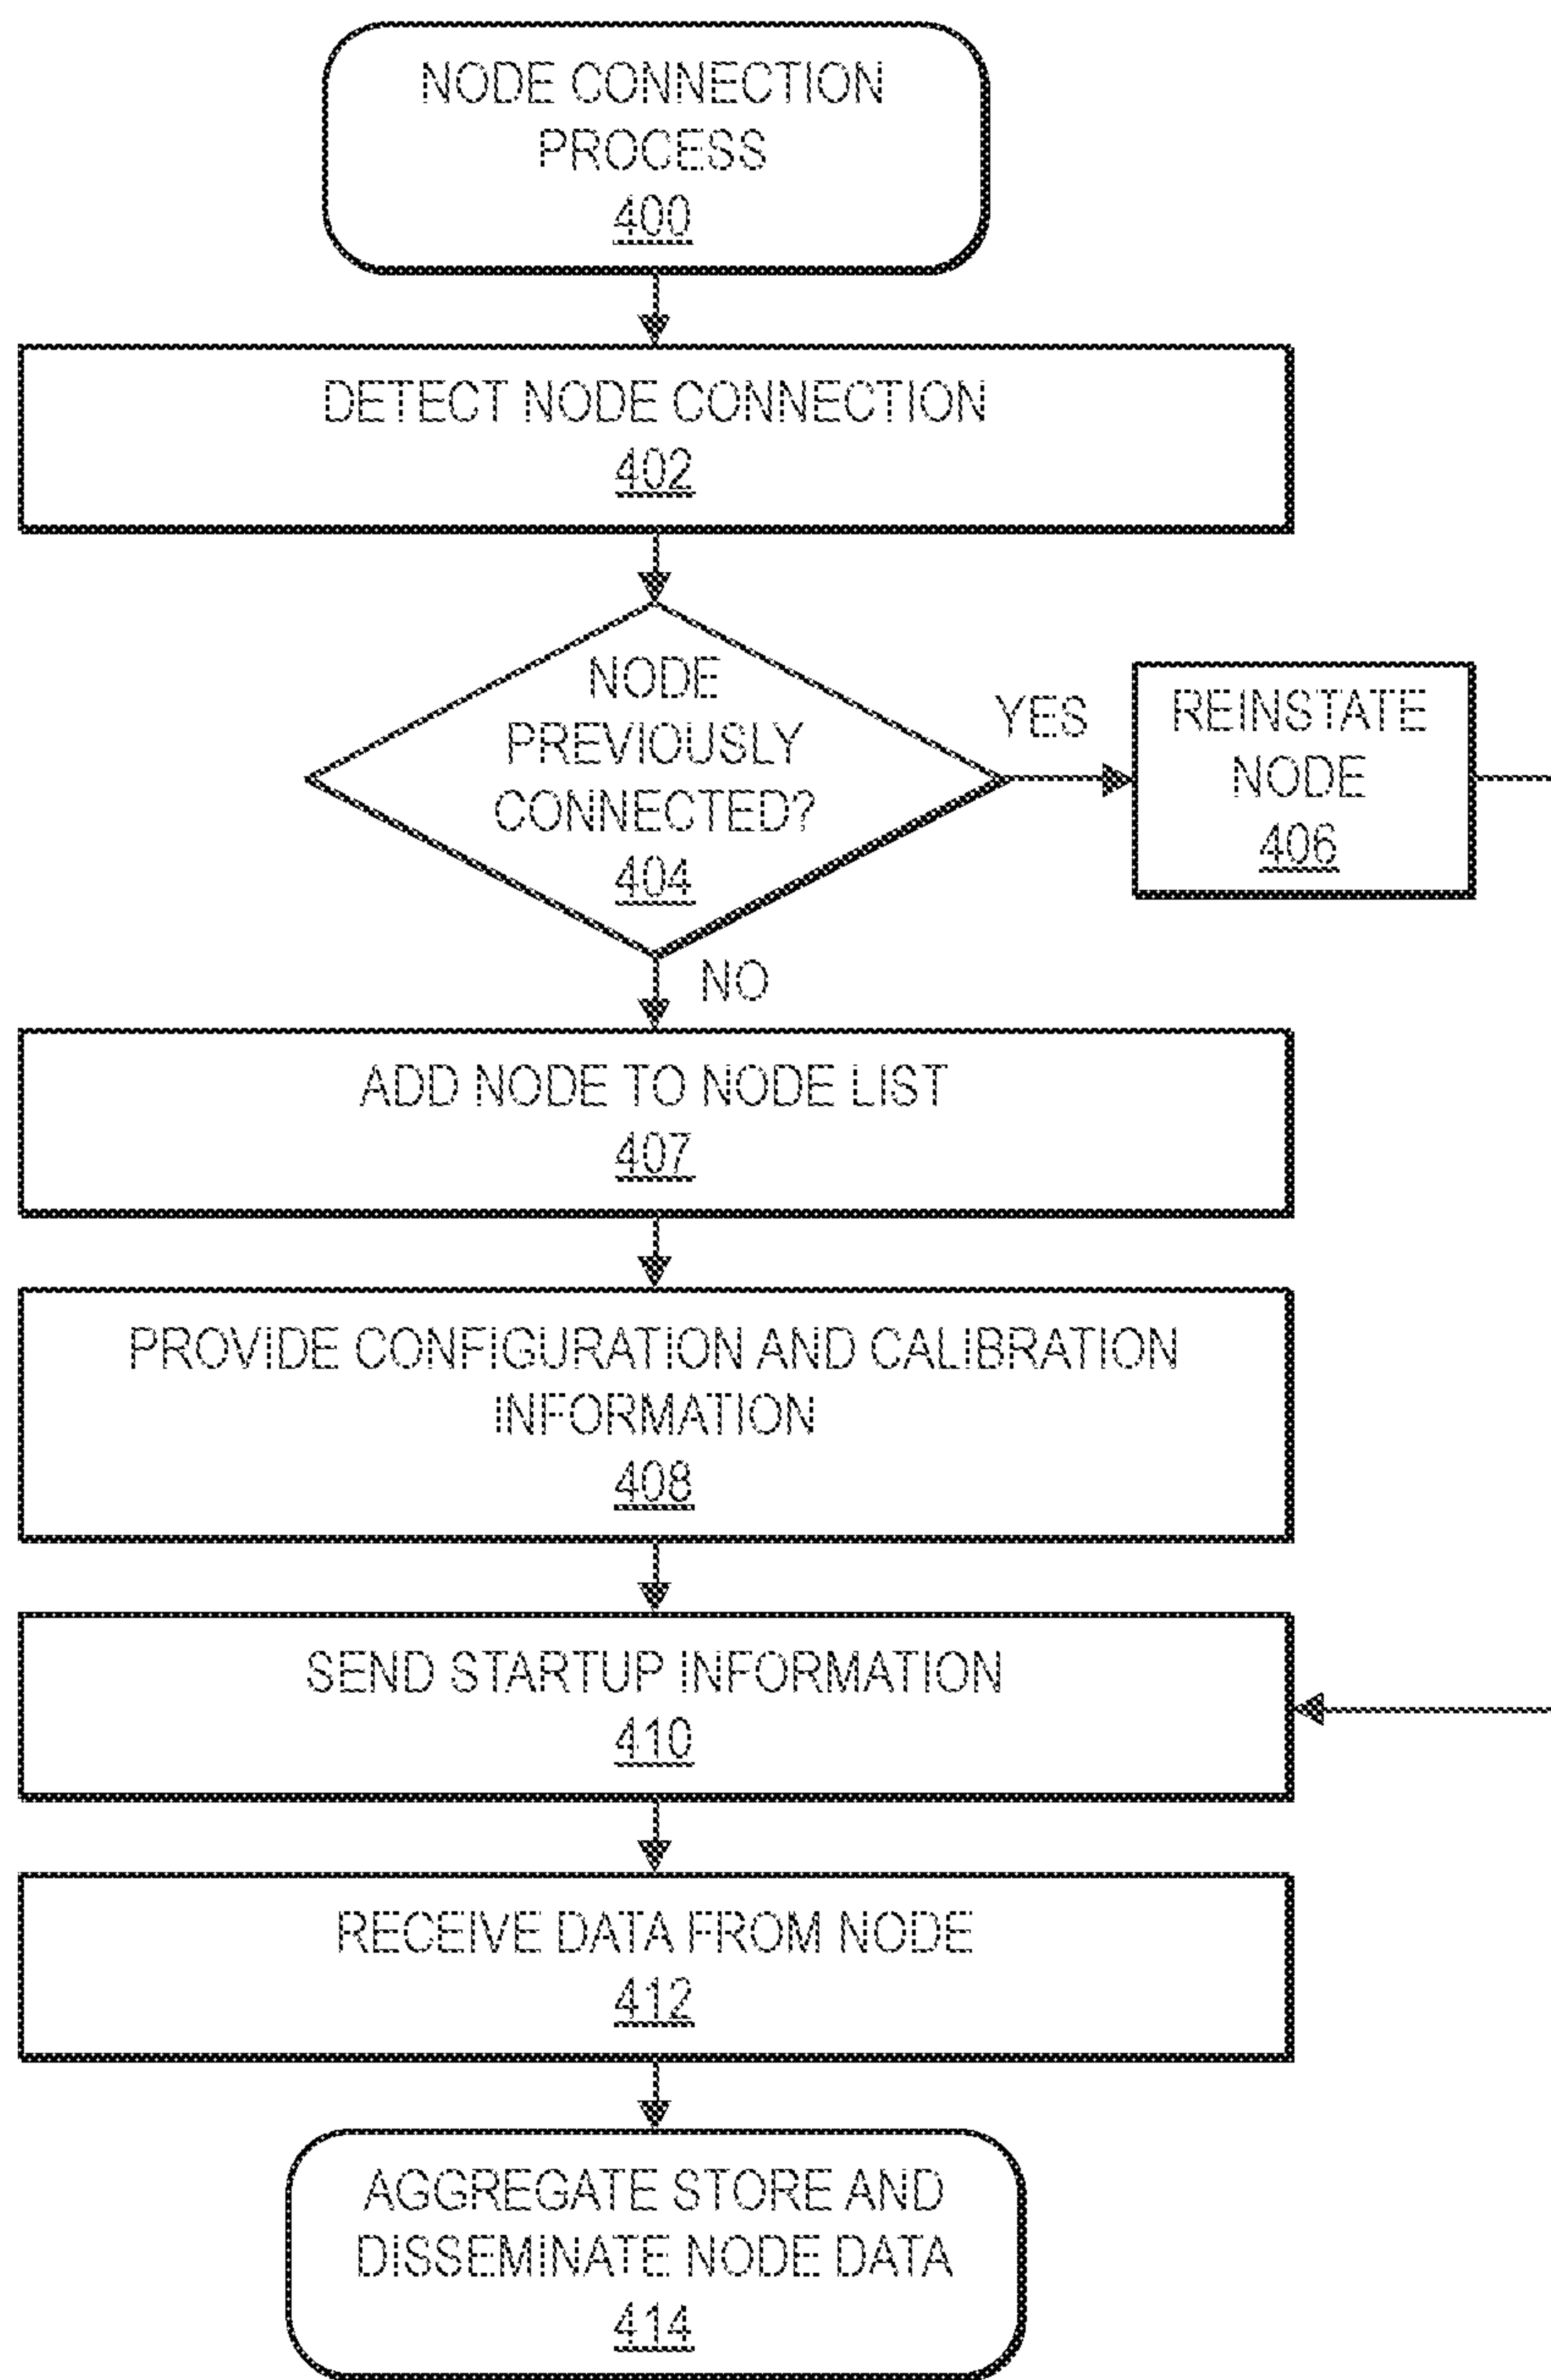 NODE CONNECTION
PROCESS
400
DETECT NODE CONNECTION
402
NODE
PREVIOUSLY
CONNECTED?
404
YES
REINSTATE
NODE
406
NO
ADD NODE TO NODE LIST
407
PROVIDE CONFIGURATION AND CALIBRATION
INFORMATION
408
SEND STARTUP INFORMATION
410
RECEIVE DATA FROM NODE
412
AGGREGATE STORE AND
DISSEMINATE NODE DATA
414